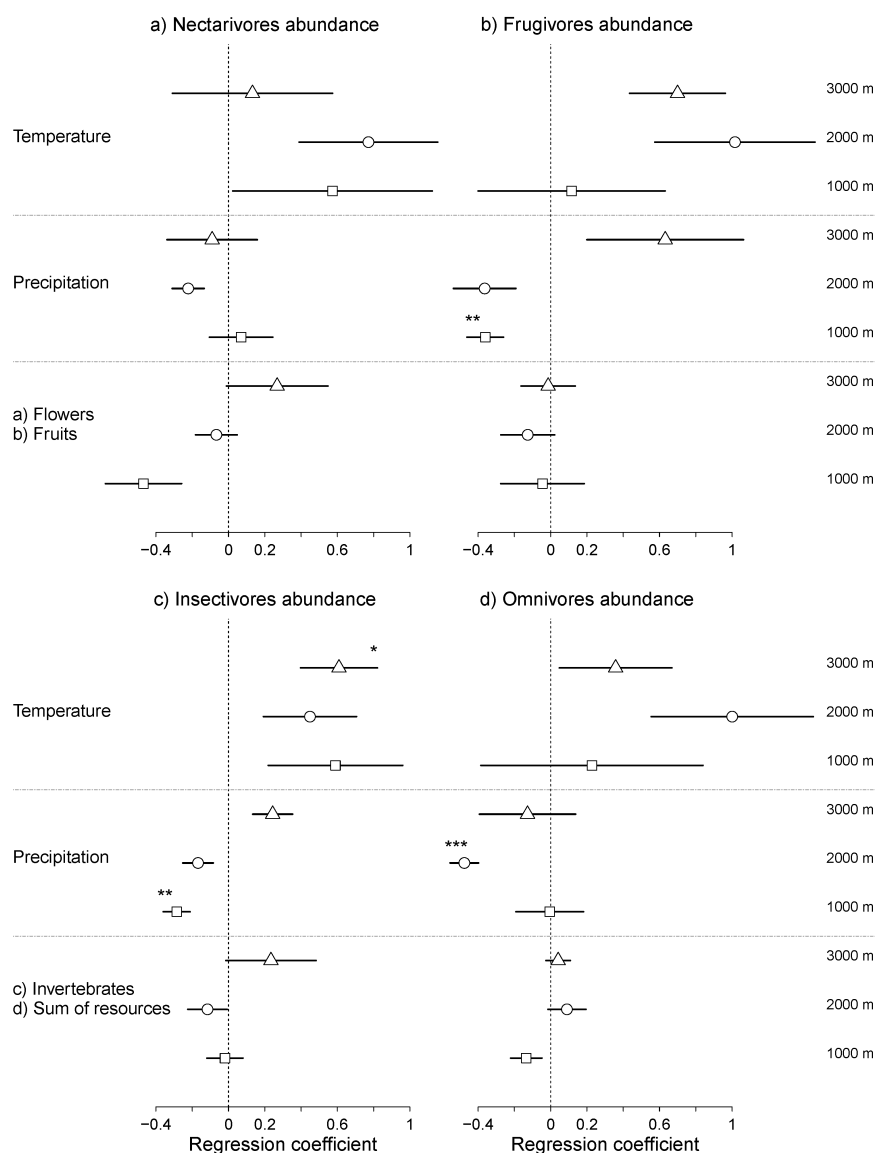 a) Nectarivores abundance
b) Frugivores abundance
3000 m
Temperature
2000 m
1000 m
3000 m
Precipitation
2000 m
**
1000 m
3000 m
a) Flowers
b) Fruits
2000 m
1000 m
−0.4 0 0.2 0.6 1
−0.4 0 0.2 0.6 1
c) Insectivores abundance
d) Omnivores abundance
*
3000 m
Temperature
2000 m
1000 m
3000 m
Precipitation
***
2000 m
**
1000 m
3000 m
c) Invertebrates
d) Sum of resources
2000 m
1000 m
−0.4 0 0.2 0.6 1
−0.4 0 0.2 0.6 1
Regression coefficient
Regression coefficient